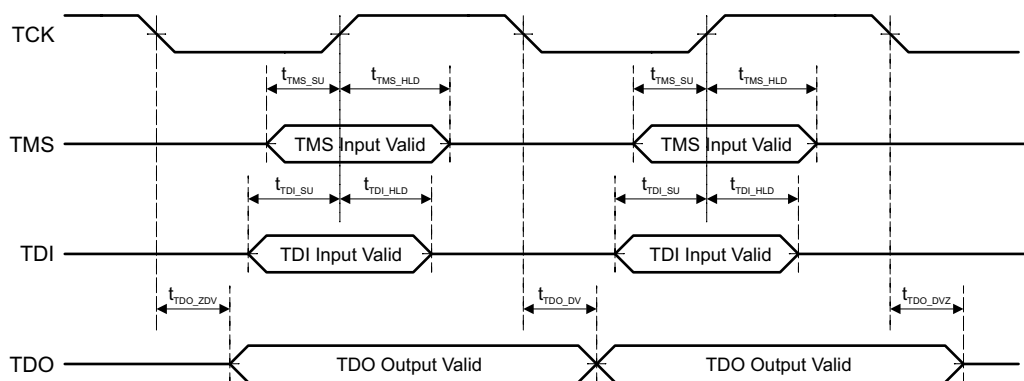 TCK
tTMS_SU tTMS_HLD tTMS_SU tTMS_HLD
TMS TMS Input Valid TMS Input Valid
tTDI_SU tTDI_HLD tTDI_SU tTDI_HLD
TDI TDI Input Valid TDI Input Valid
tTDO_ZDV tTDO_DV tTDO_DVZ
TDO TDO Output Valid TDO Output Valid